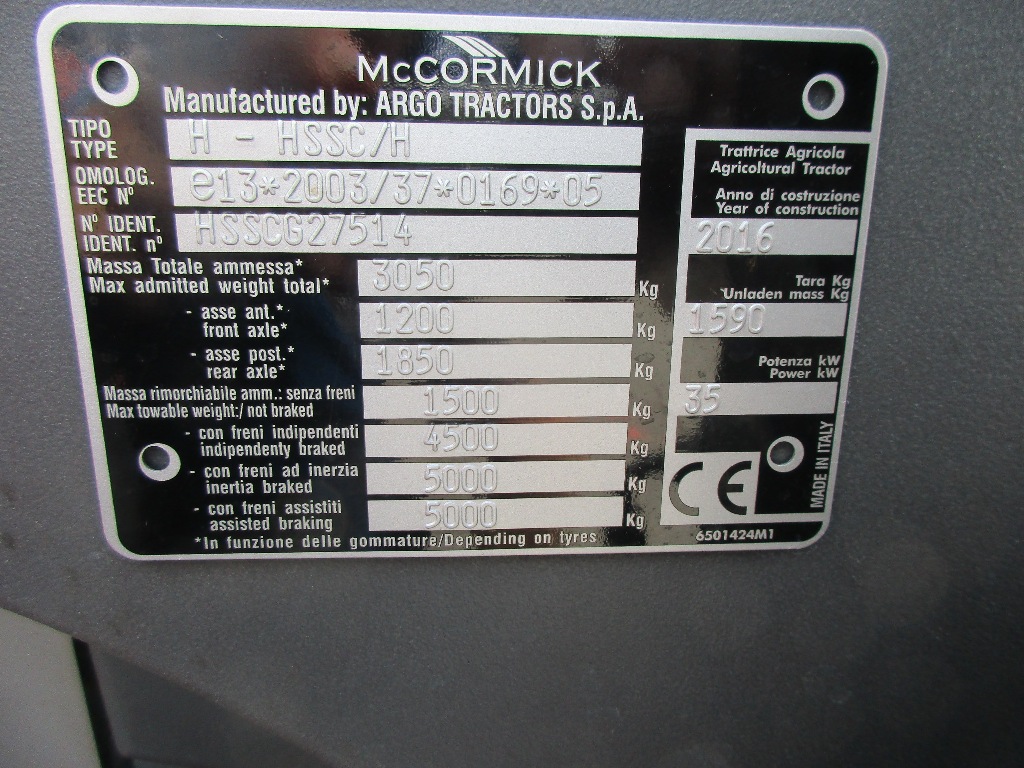 McCORMICK
Manufactured by: ARGO TRACTORS S.p.A.
TIPO
TYPE
H - HSSC/H
OMOLOG.
EEC Nº
e13*2003/37*0169*05
Nº IDENT.
IDENT. nº
HSSCG27514
Massa Totale ammessa*
Max admitted weight total*
3050 Kg
- asse ant.*
front axle*
1200 Kg
- asse post.*
rear axle*
1850 Kg
Massa rimorchiabile amm.: senza freni
Max towable weight:/ not braked
1500 Kg
- con freni indipendenti
indipendenty braked
4500 Kg
- con freni ad inerzia
inertia braked
5000 Kg
- con freni assistiti
assisted braking
5000 Kg
*In funzione delle gommature/Depending on tyres
Trattrice Agricola
Agricoltural Tractor
Anno di costruzione
Year of construction
2016
Tara Kg
Unladen mass Kg
1590
Potenza kW
Power kW
35
CE
MADE IN ITALY
6501424M1